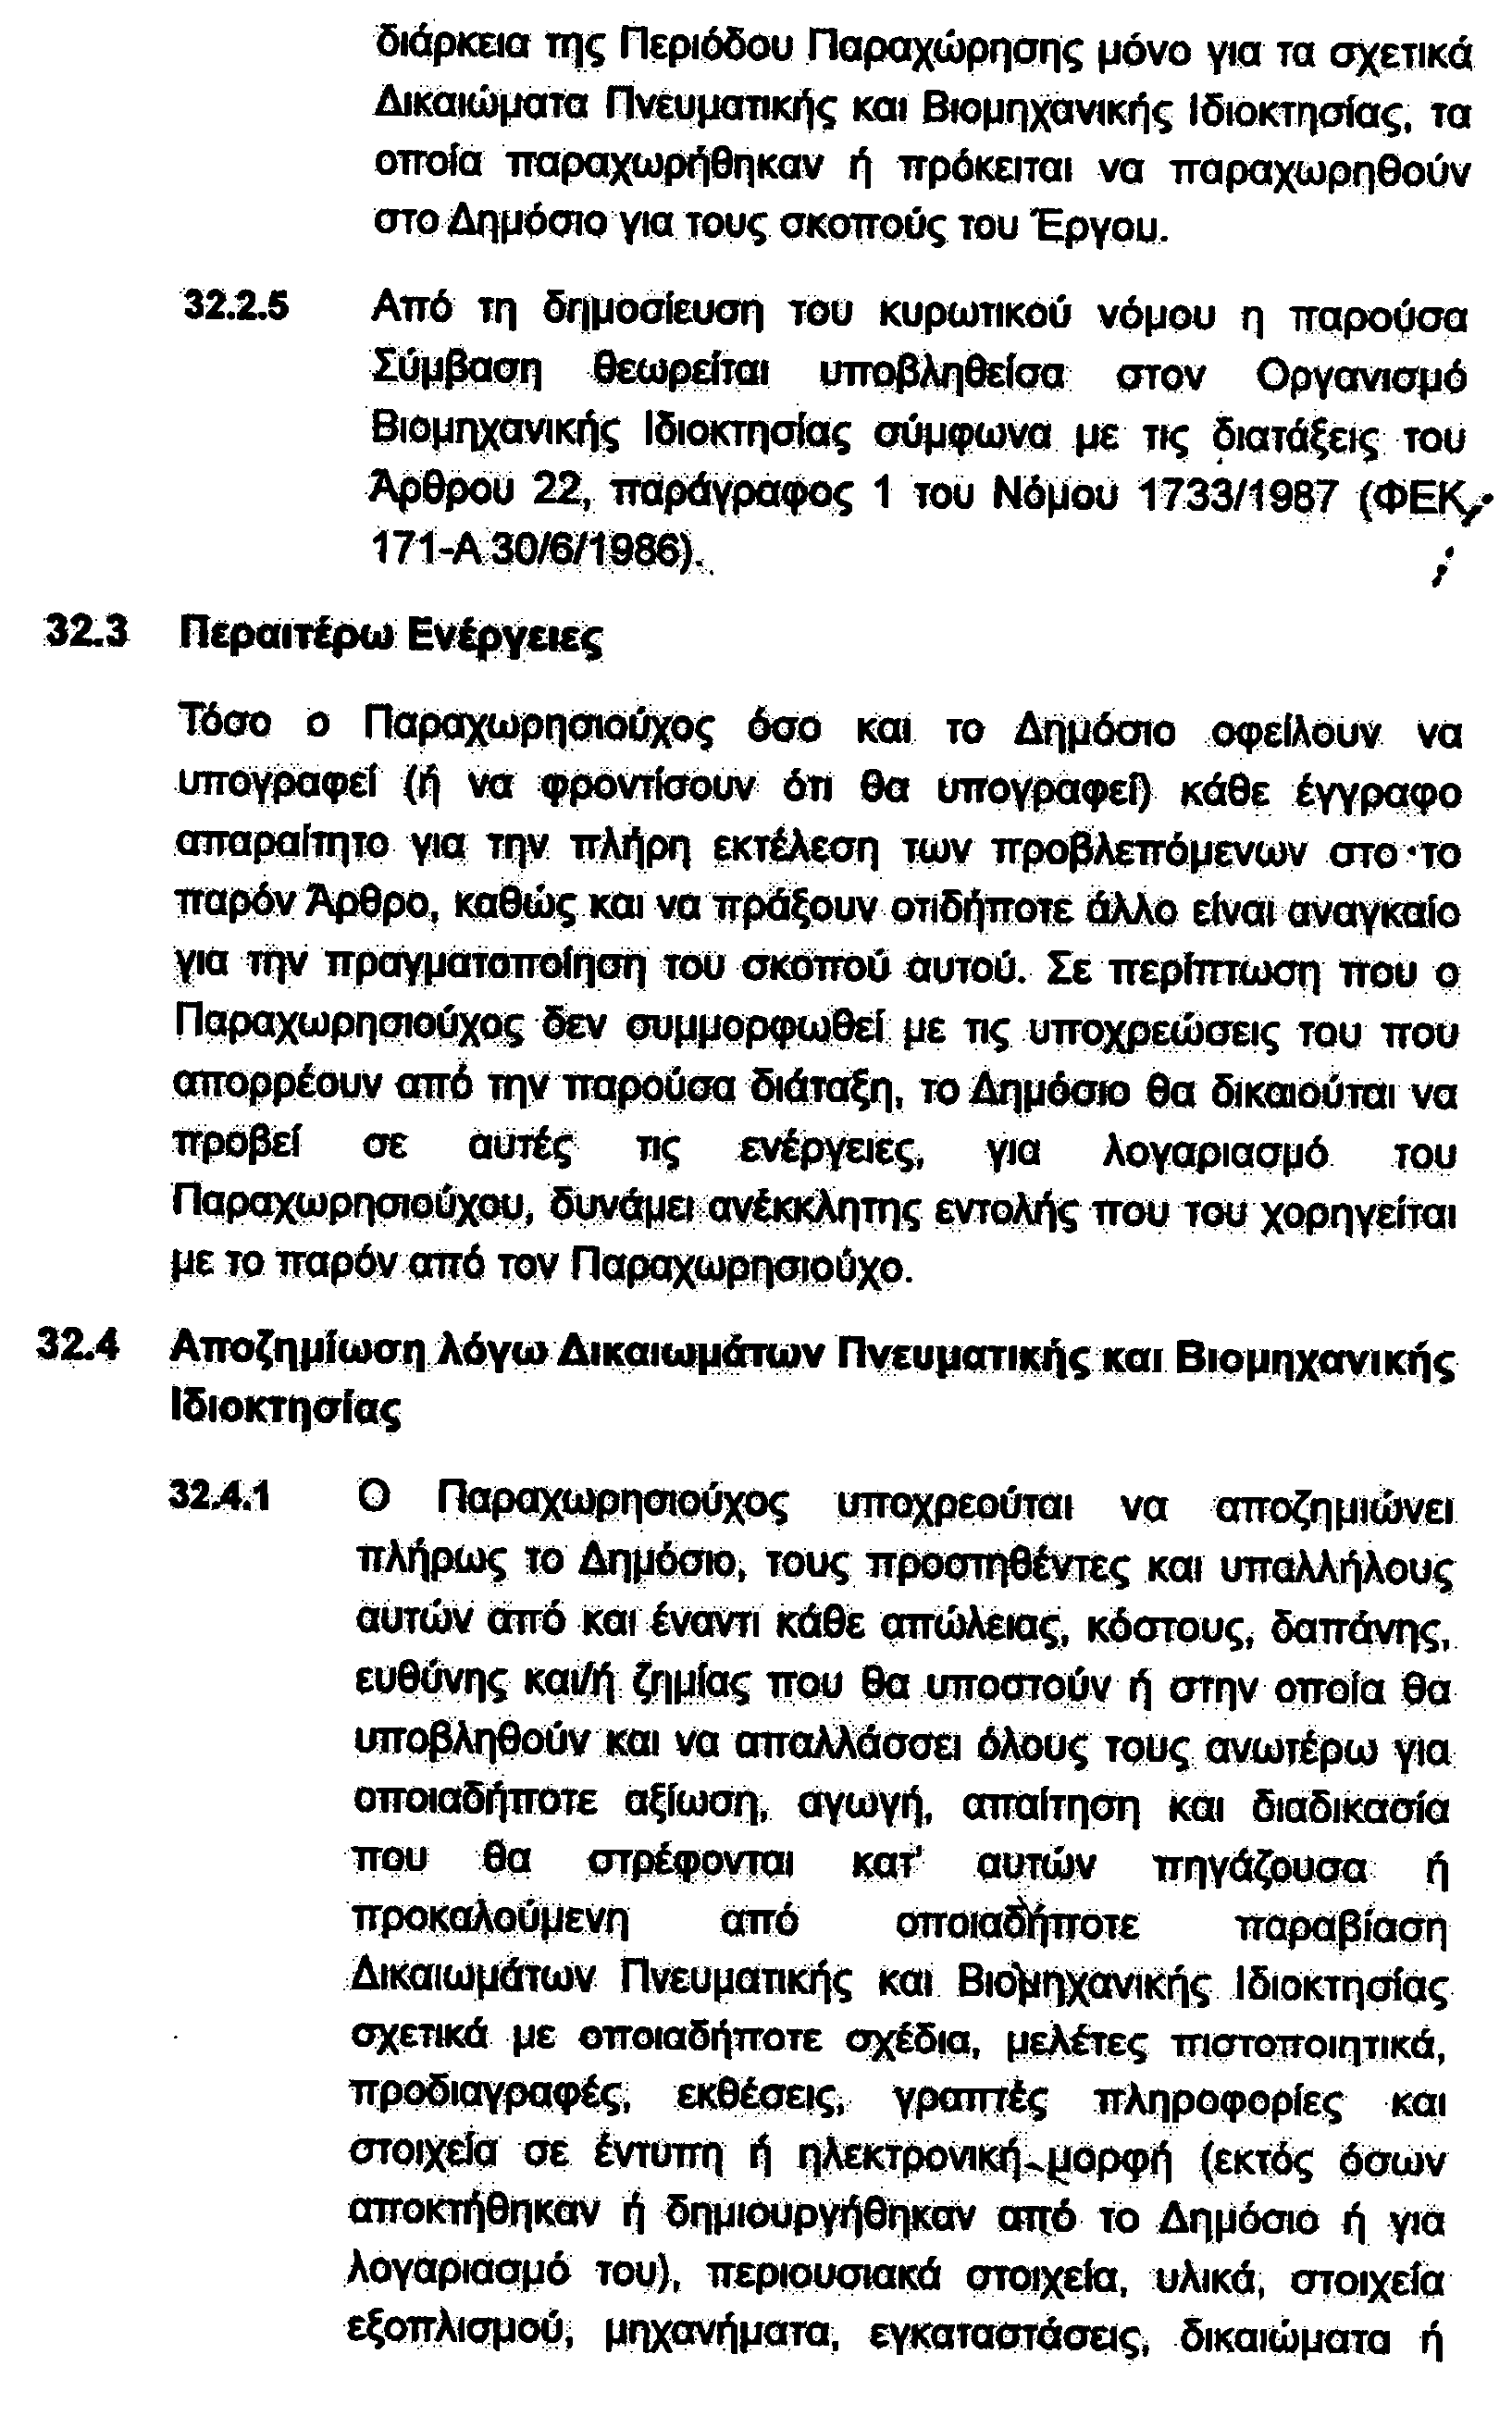 διάρκεια της Περιόδου Παραχώρησης μόνο για τα σχετικά
Δικαιώματα Πνευματικής και Βιομηχανικής Ιδιοκτησίας, τα
οποία παραχωρήθηκαν ή πρόκειται να παραχωρηθούν
στο Δημόσιο για τους σκοπούς του Έργου.
32.2.5 Από τη δημοσίευση του κυρωτικού νόμου η παρούσα
Σύμβαση θεωρείται υποβληθείσα στον Οργανισμό
Βιομηχανικής Ιδιοκτησίας σύμφωνα με τις διατάξεις του
Άρθρου 22, παράγραφος 1 του Νόμου 1733/1987 (ΦΕΚ
171-Α 30/6/1986).
32.3 Περαιτέρω Ενέργειες
Τόσο ο Παραχωρησιούχος όσο και το Δημόσιο οφείλουν να
υπογραφεί (ή να φροντίσουν ότι θα υπογραφεί) κάθε έγγραφο
απαραίτητο για την πλήρη εκτέλεση των προβλεπόμενων στο το
παρόν Άρθρο, καθώς και να πράξουν οτιδήποτε άλλο είναι αναγκαίο
για την πραγματοποίηση του σκοπού αυτού. Σε περίπτωση που ο
Παραχωρησιούχος δεν συμμορφωθεί με τις υποχρεώσεις του που
απορρέουν από την παρούσα διάταξη, το Δημόσιο θα δικαιούται να
προβεί σε αυτές τις ενέργειες, για λογαριασμό του
Παραχωρησιούχου, δυνάμει ανέκκλητης εντολής που του χορηγείται
με το παρόν από τον Παραχωρησιούχο.
32.4 Αποζημίωση λόγω Δικαιωμάτων Πνευματικής και Βιομηχανικής
Ιδιοκτησίας
32.4.1 Ο Παραχωρησιούχος υποχρεούται να αποζημιώνει
πλήρως το Δημόσιο, τους προστηθέντες και υπαλλήλους
αυτών από και έναντι κάθε απώλειας, κόστους, δαπάνης,
ευθύνης και/ή ζημίας που θα υποστούν ή στην οποία θα
υποβληθούν και να απαλλάσσει όλους τους ανωτέρω για
οποιαδήποτε αξίωση, αγωγή, απαίτηση και διαδικασία
που θα στρέφονται κατ' αυτών πηγάζουσα ή
προκαλούμενη από οποιαδήποτε παραβίαση
Δικαιωμάτων Πνευματικής και Βιομηχανικής Ιδιοκτησίας
σχετικά με οποιαδήποτε σχέδια, μελέτες πιστοποιητικά,
προδιαγραφές, εκθέσεις, γραπτές πληροφορίες και
στοιχεία σε έντυπη ή ηλεκτρονική μορφή (εκτός όσων
αποκτήθηκαν ή δημιουργήθηκαν από το Δημόσιο ή για
λογαριασμό του), περιουσιακά στοιχεία, υλικά, στοιχεία
εξοπλισμού, μηχανήματα, εγκαταστάσεις, δικαιώματα ή